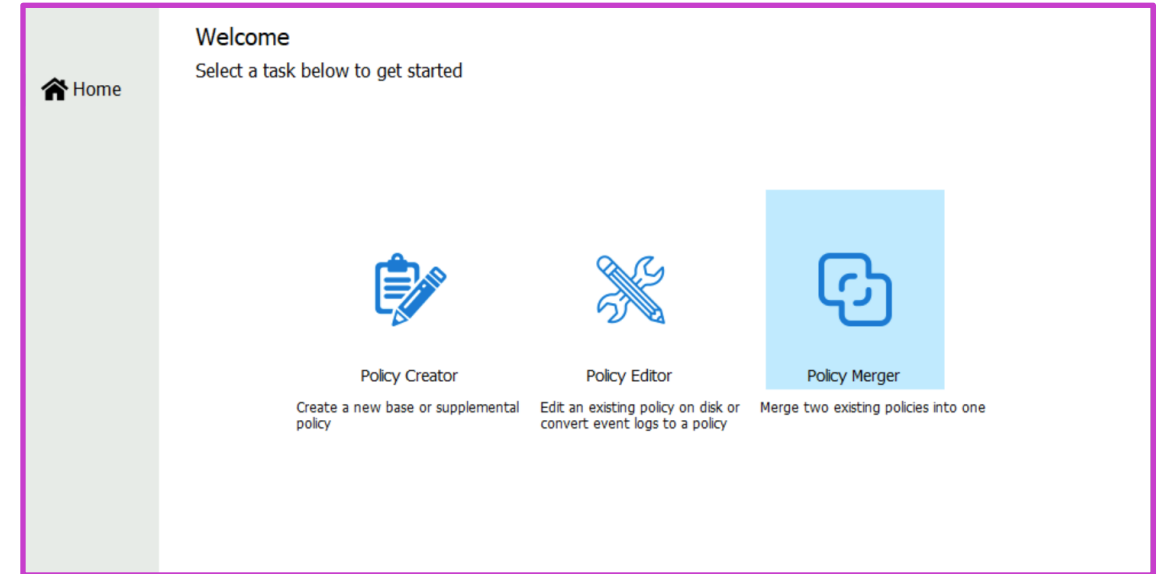 Welcome
Select a task below to get started
Home
Policy Creator
Create a new base or supplemental
policy
Policy Editor
Edit an existing policy on disk or
convert event logs to a policy
Policy Merger
Merge two existing policies into one